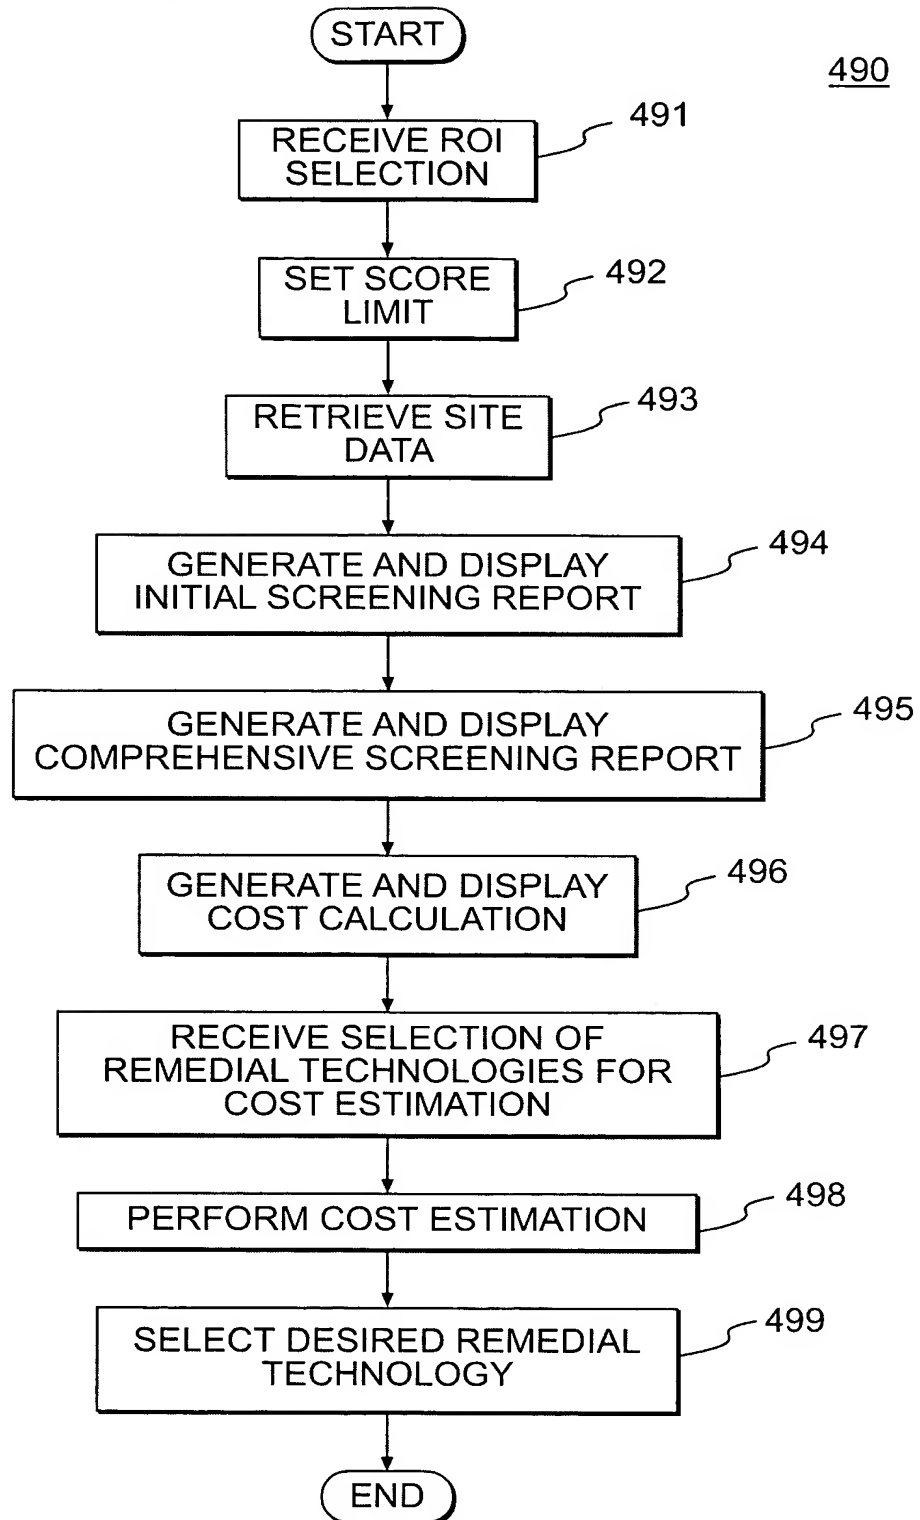 START
490
RECEIVE ROI
SELECTION
491
SET SCORE
LIMIT
492
RETRIEVE SITE
DATA
493
GENERATE AND DISPLAY
INITIAL SCREENING REPORT
494
GENERATE AND DISPLAY
COMPREHENSIVE SCREENING REPORT
495
GENERATE AND DISPLAY
COST CALCULATION
496
RECEIVE SELECTION OF
REMEDIAL TECHNOLOGIES FOR
COST ESTIMATION
497
PERFORM COST ESTIMATION
498
SELECT DESIRED REMEDIAL
TECHNOLOGY
499
END